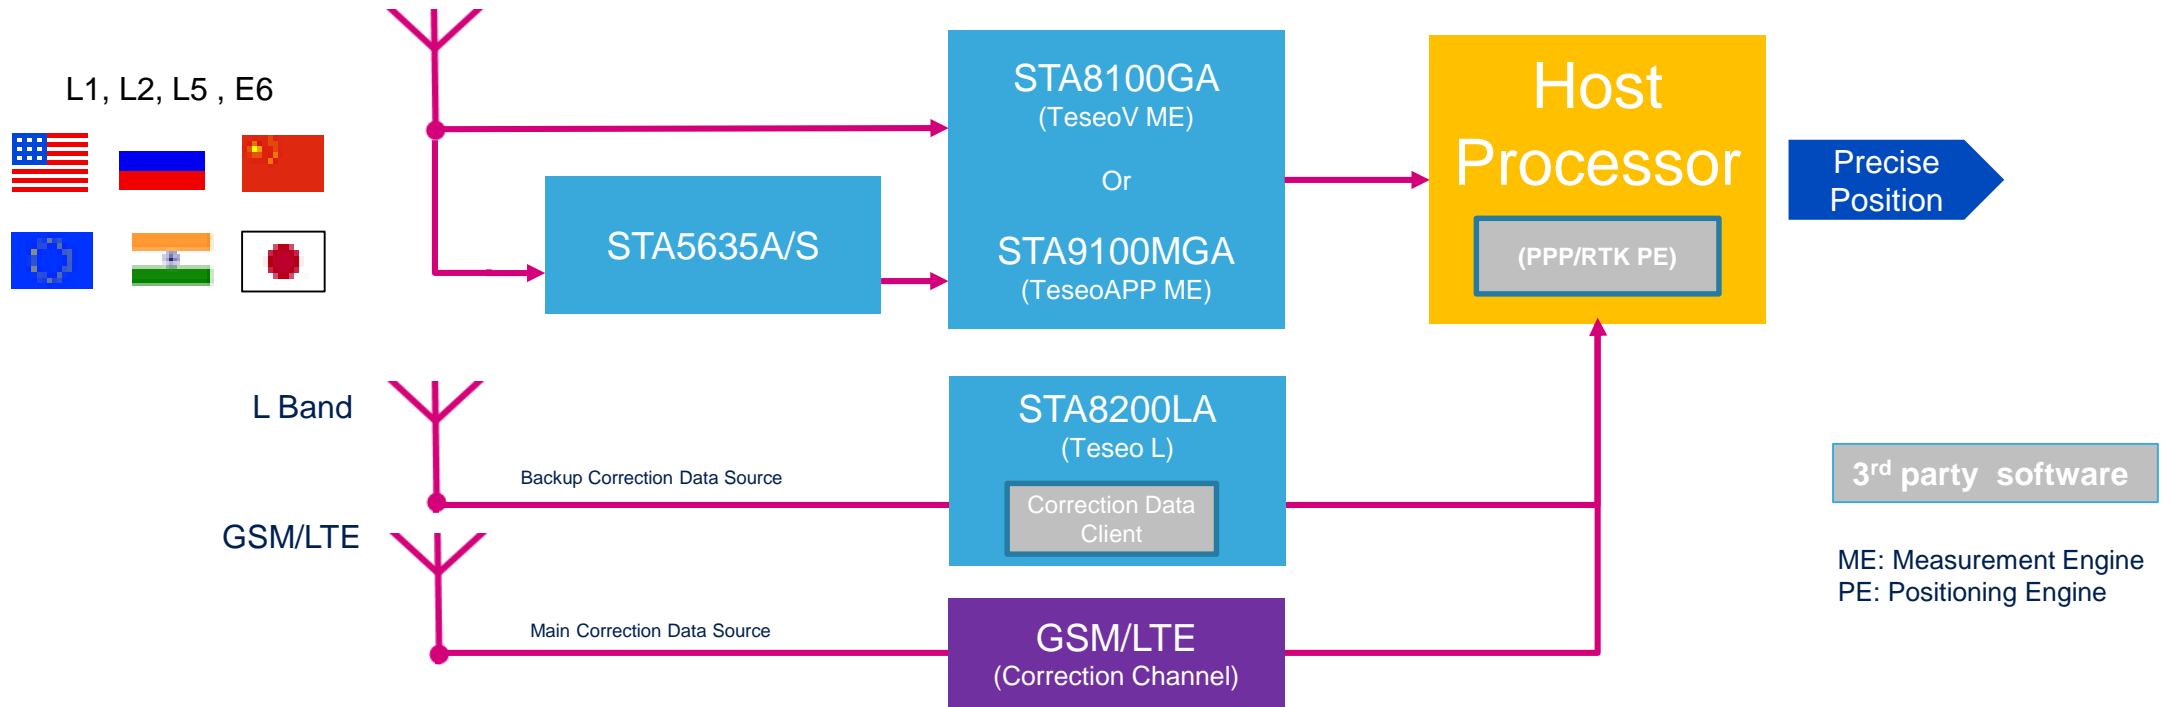 L1, L2, L5 , E6
STA5635A/S
STA8100GA
(TeseoV ME)
Or
STA9100MGA
(TeseoAPP ME)
Host
Processor
(PPP/RTK PE)
Precise
Position
L Band
Backup Correction Data Source
STA8200LA
(Teseo L)
Correction Data
Client
GSM/LTE
Main Correction Data Source
GSM/LTE
(Correction Channel)
3rd party  software
ME: Measurement Engine
PE: Positioning Engine